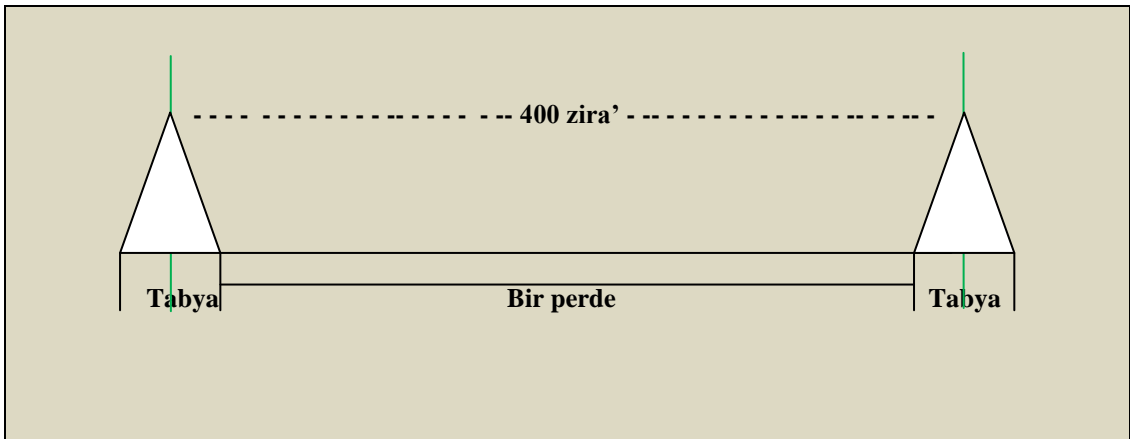 - - - - - - - - - - - - -- - - - - - -- 400 zira’ - -- - - - - - - - -- - - -- - -- - - -- -
Tabya Bir perde Tabya